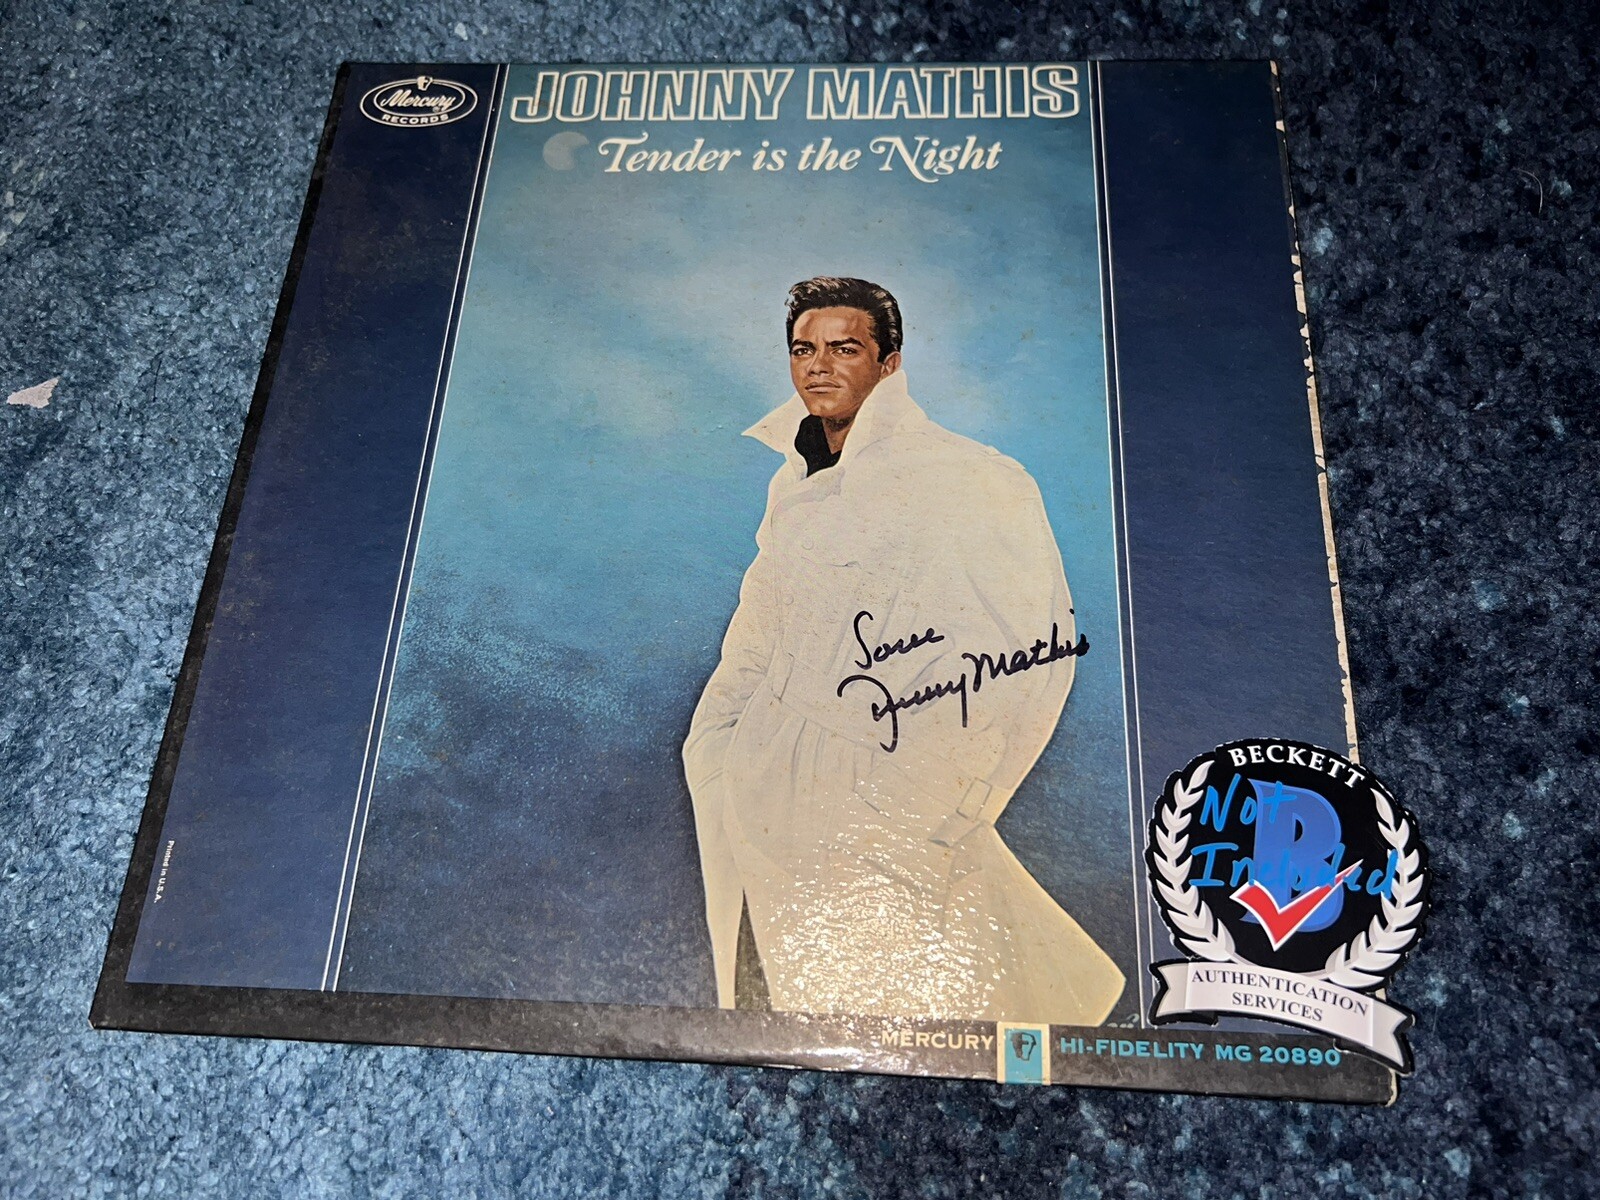 Mercury
RECORDS
JOHNNY MATHIS
Tender is the Night
Johnny Mathis
Printed in U.S.A.
MERCURY HI-FIDELITY MG 20890
BECKETT
B
Not
Included
AUTHENTICATION
SERVICES